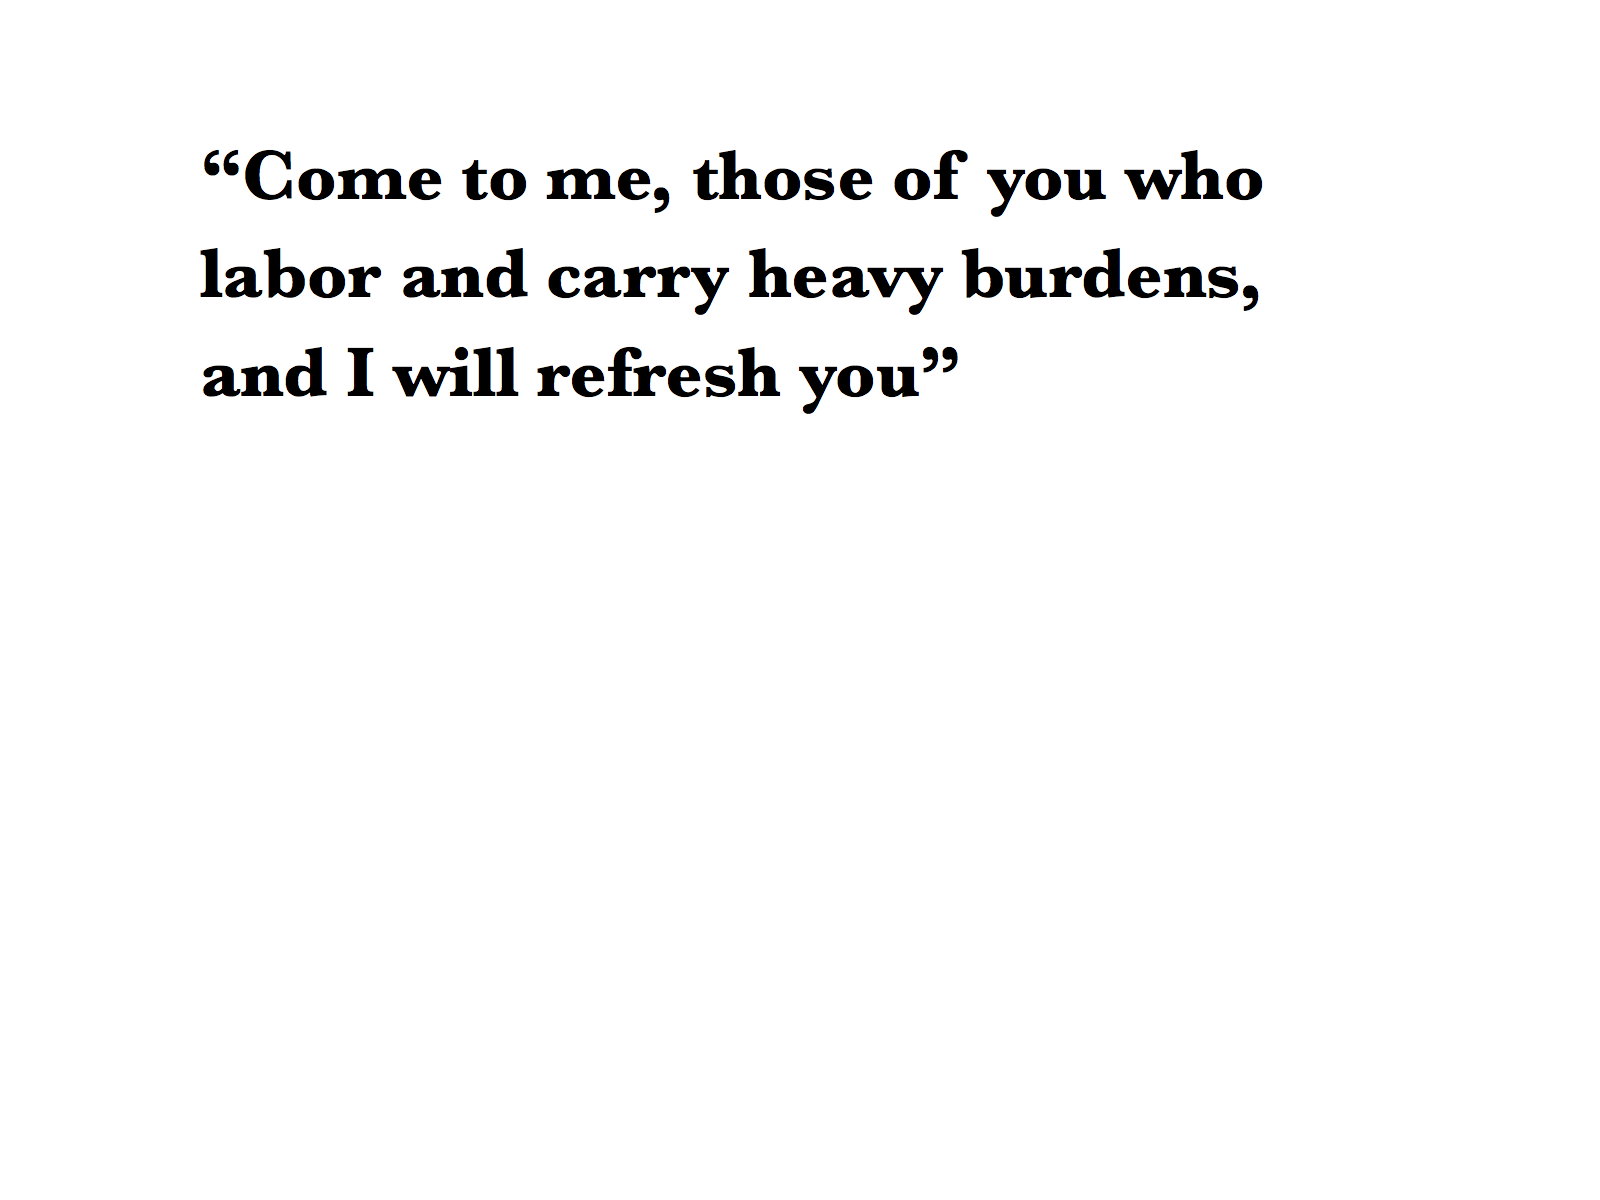 “Come to me, those of you who
labor and carry heavy burdens,
and I will refresh you”